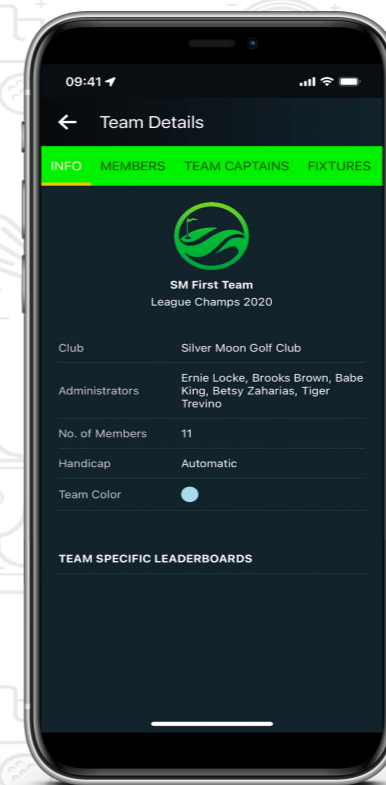 09:41
Team Details
INFO MEMBERS TEAM CAPTAINS FIXTURES
SM First Team
League Champs 2020
Club Silver Moon Golf Club
Administrators Ernie Locke, Brooks Brown, Babe
King, Betsy Zaharias, Tiger
Trevino
No. of Members 11
Handicap Automatic
Team Color
TEAM SPECIFIC LEADERBOARDS